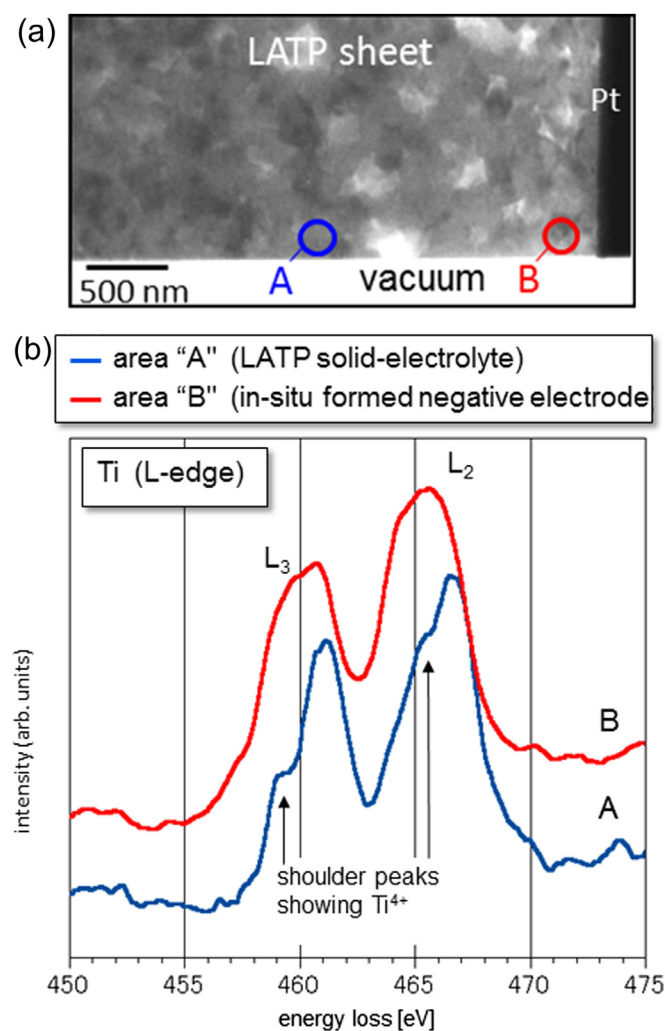 (a)
LATP sheet
Pt
A
B
vacuum
500 nm
(b)
area “A” (LATP solid-electrolyte)
area “B” (in-situ formed negative electrode
Ti (L-edge)
L₂
L₃
B
A
shoulder peaks
showing Ti⁴⁺
intensity (arb. units)
450 455 460 465 470 475
energy loss [eV]